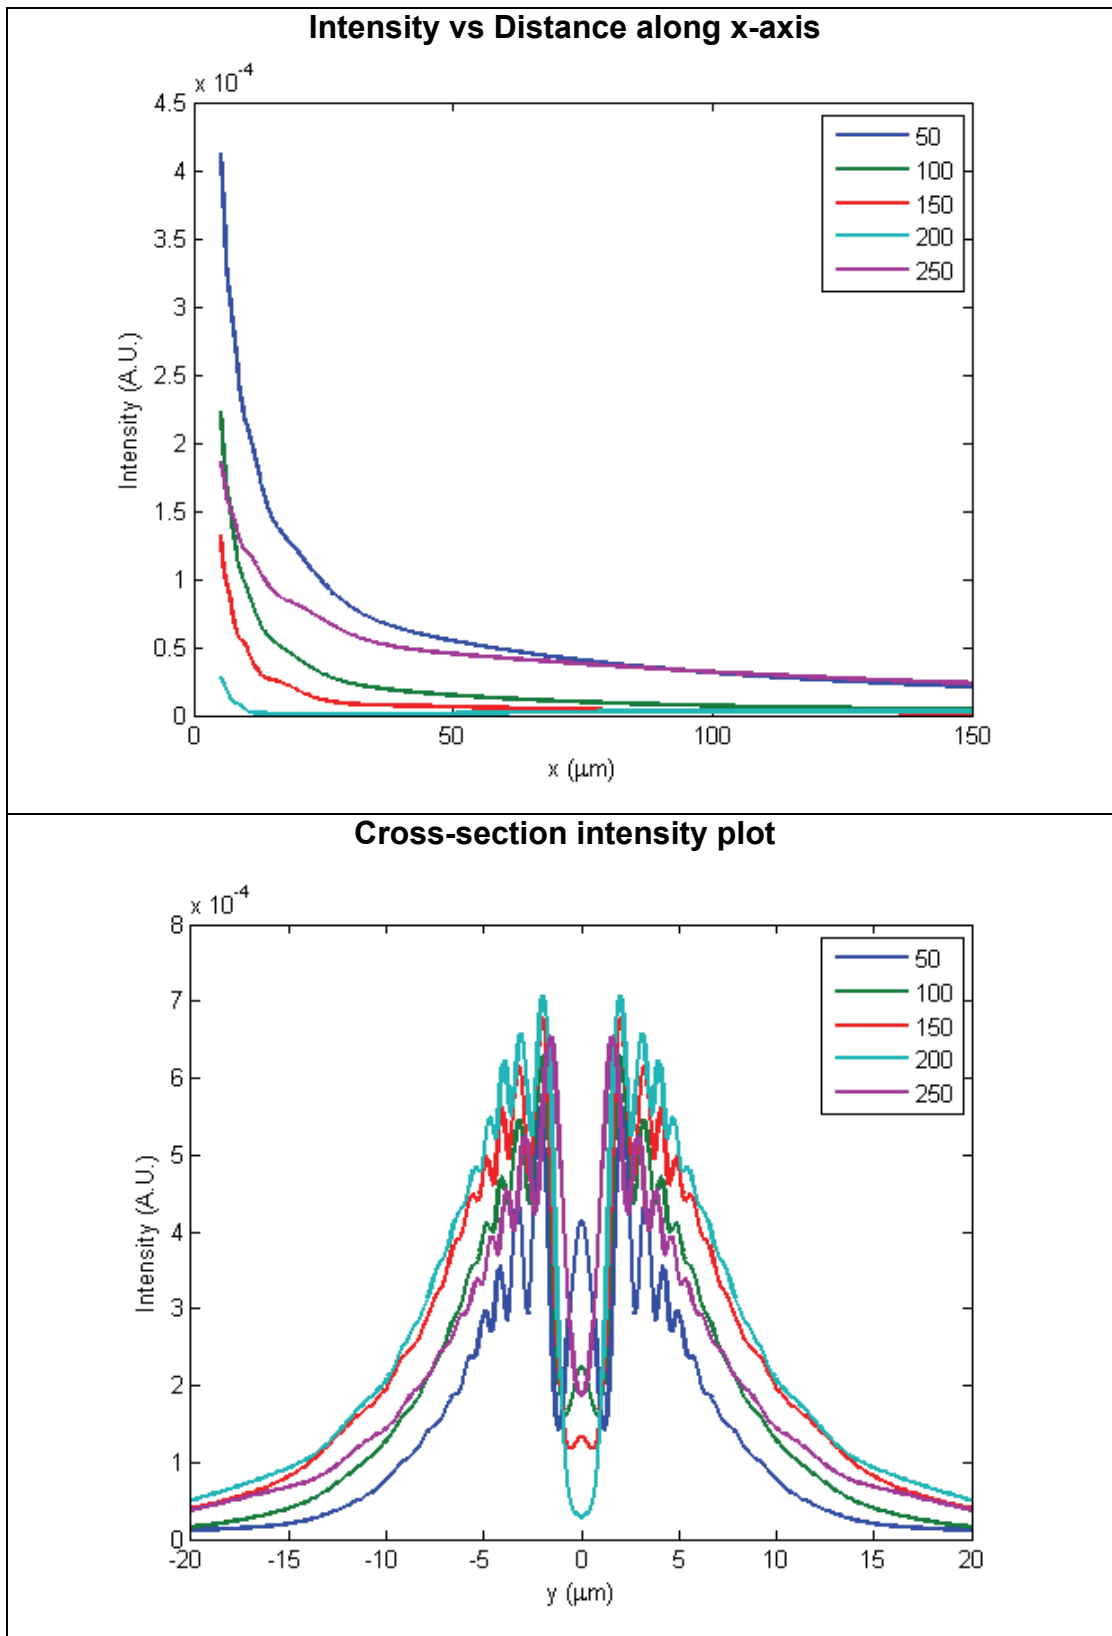 Intensity vs Distance along x-axis
x 10⁻⁴
4.5
4
3.5
3
2.5
2
1.5
1
0.5
0
Intensity (A.U.)
0 50 100 150
x (μm)
50
100
150
200
250
Cross-section intensity plot
x 10⁻⁴
8
7
6
5
4
3
2
1
0
Intensity (A.U.)
-20 -15 -10 -5 0 5 10 15 20
y (μm)
50
100
150
200
250